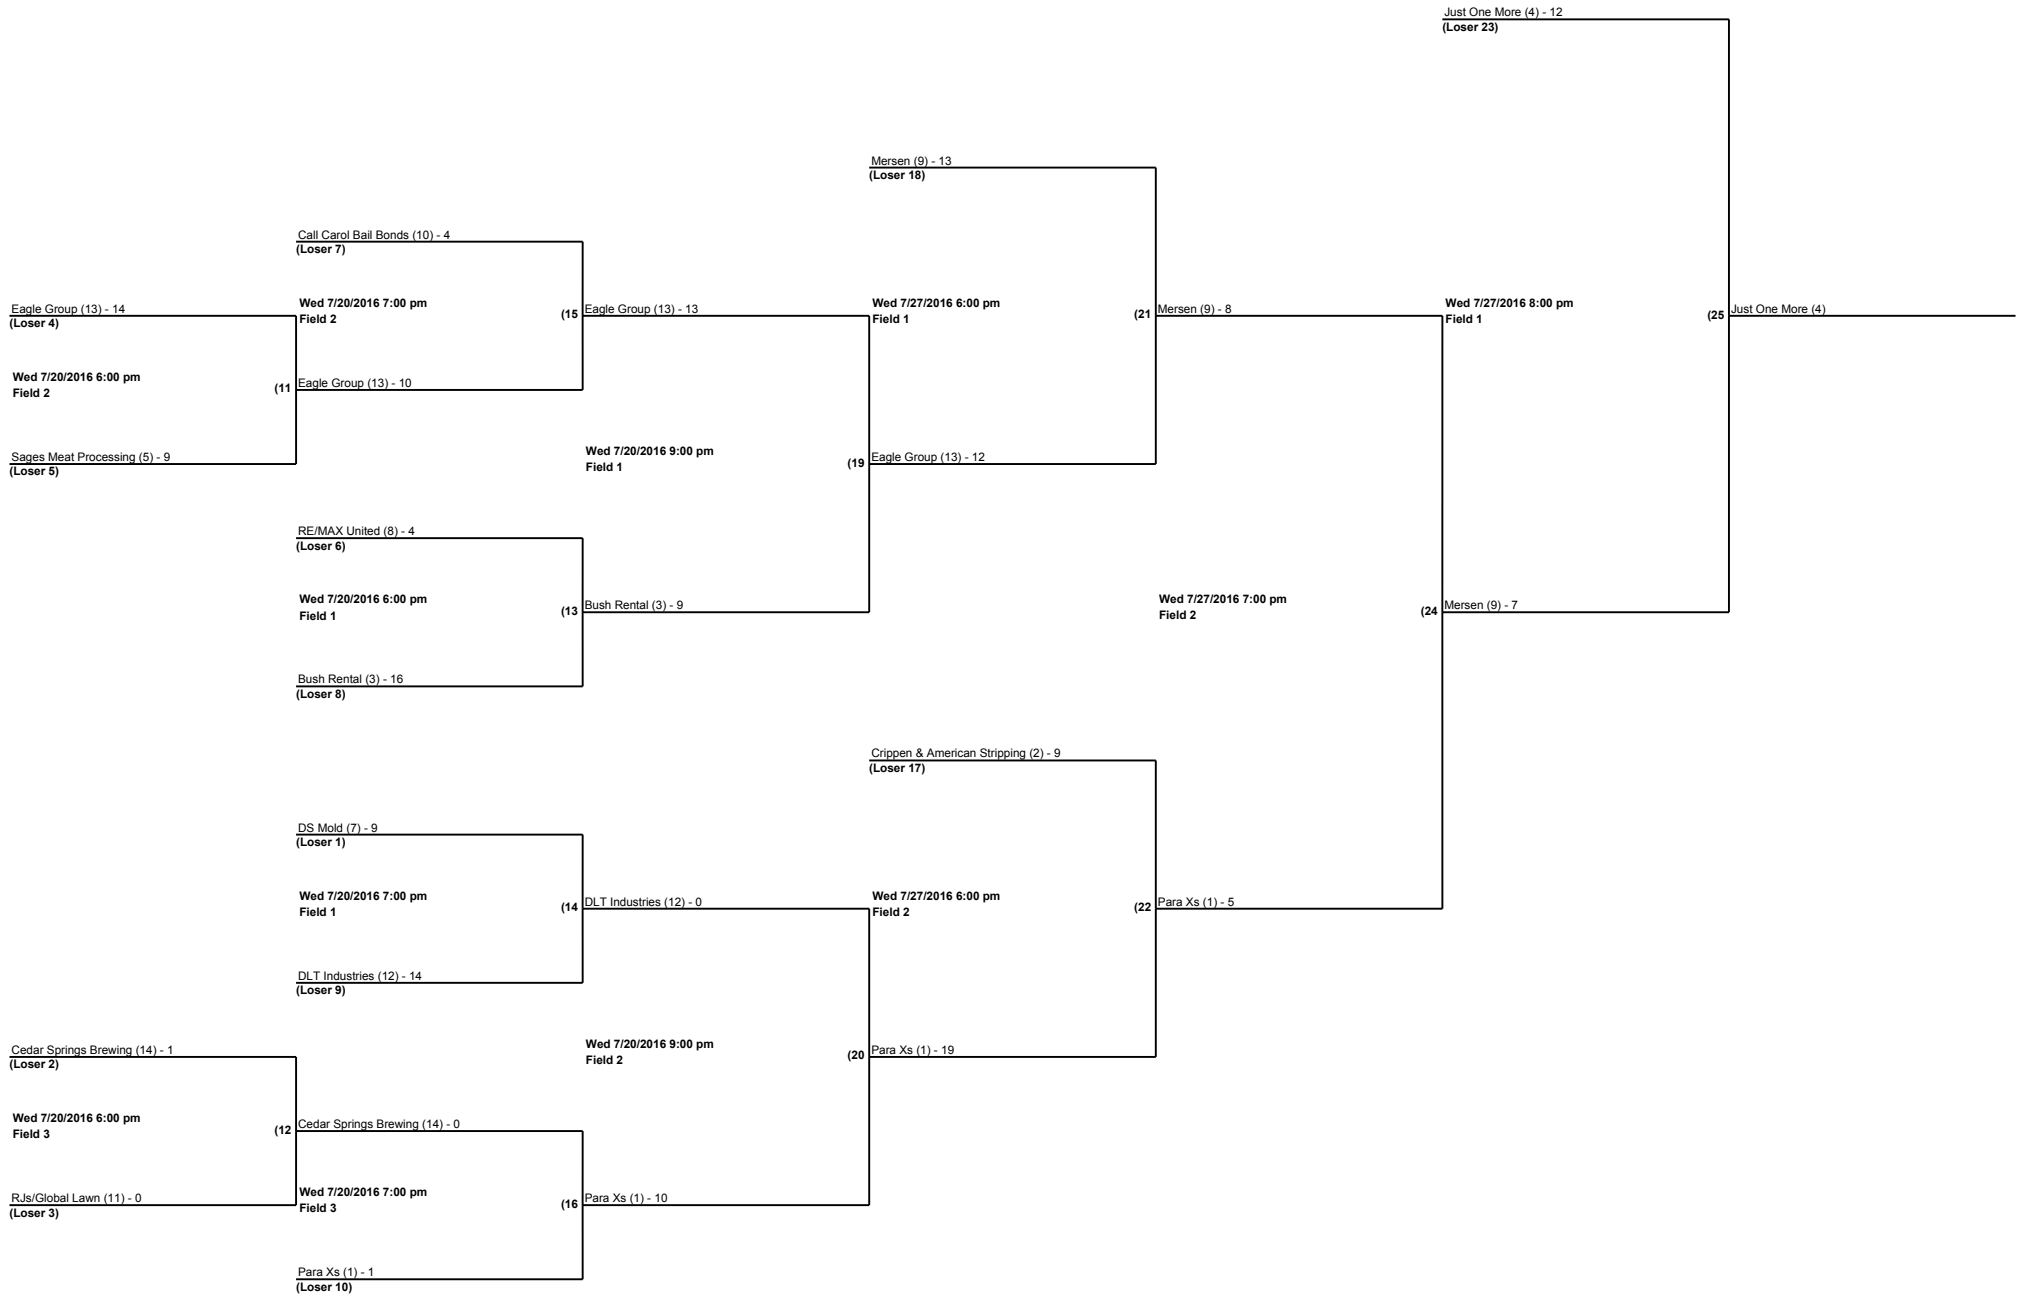 Just One More (4) - 12
(Loser 23)
Mersen (9) - 13
(Loser 18)
Call Carol Bail Bonds (10) - 4
(Loser 7)
Eagle Group (13) - 14
(Loser 4)
Wed 7/20/2016 7:00 pm
Field 2
(15
Eagle Group (13) - 13
Wed 7/27/2016 6:00 pm
Field 1
(21
Mersen (9) - 8
Wed 7/27/2016 8:00 pm
Field 1
(25
Just One More (4)
Wed 7/20/2016 6:00 pm
Field 2
(11
Eagle Group (13) - 10
Sages Meat Processing (5) - 9
(Loser 5)
Wed 7/20/2016 9:00 pm
Field 1
(19
Eagle Group (13) - 12
RE/MAX United (8) - 4
(Loser 6)
Wed 7/20/2016 6:00 pm
Field 1
(13
Bush Rental (3) - 9
Wed 7/27/2016 7:00 pm
Field 2
(24
Mersen (9) - 7
Bush Rental (3) - 16
(Loser 8)
Crippen & American Stripping (2) - 9
(Loser 17)
DS Mold (7) - 9
(Loser 1)
Wed 7/20/2016 7:00 pm
Field 1
(14
DLT Industries (12) - 0
Wed 7/27/2016 6:00 pm
Field 2
(22
Para Xs (1) - 5
DLT Industries (12) - 14
(Loser 9)
Cedar Springs Brewing (14) - 1
(Loser 2)
Wed 7/20/2016 9:00 pm
Field 2
(20
Para Xs (1) - 19
Wed 7/20/2016 6:00 pm
Field 3
(12
Cedar Springs Brewing (14) - 0
RJs/Global Lawn (11) - 0
(Loser 3)
Wed 7/20/2016 7:00 pm
Field 3
(16
Para Xs (1) - 10
Para Xs (1) - 1
(Loser 10)